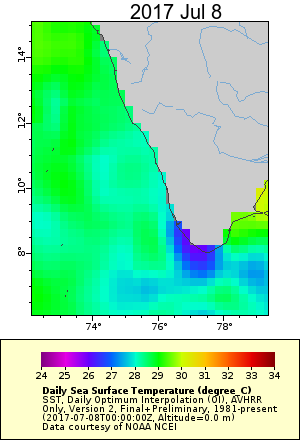 2017 Jul 8
14°
12°
10°
8°
74°
76°
78°
24 25 26 27 28 29 30 31 32 33 34
Daily Sea Surface Temperature (degree_C)
SST, Daily Optimum Interpolation (OI), AVHRR
Only, Version 2, Final+Preliminary, 1981-present
(2017-07-08T00:00:00Z, Altitude=0.0 m)
Data courtesy of NOAA NCEI